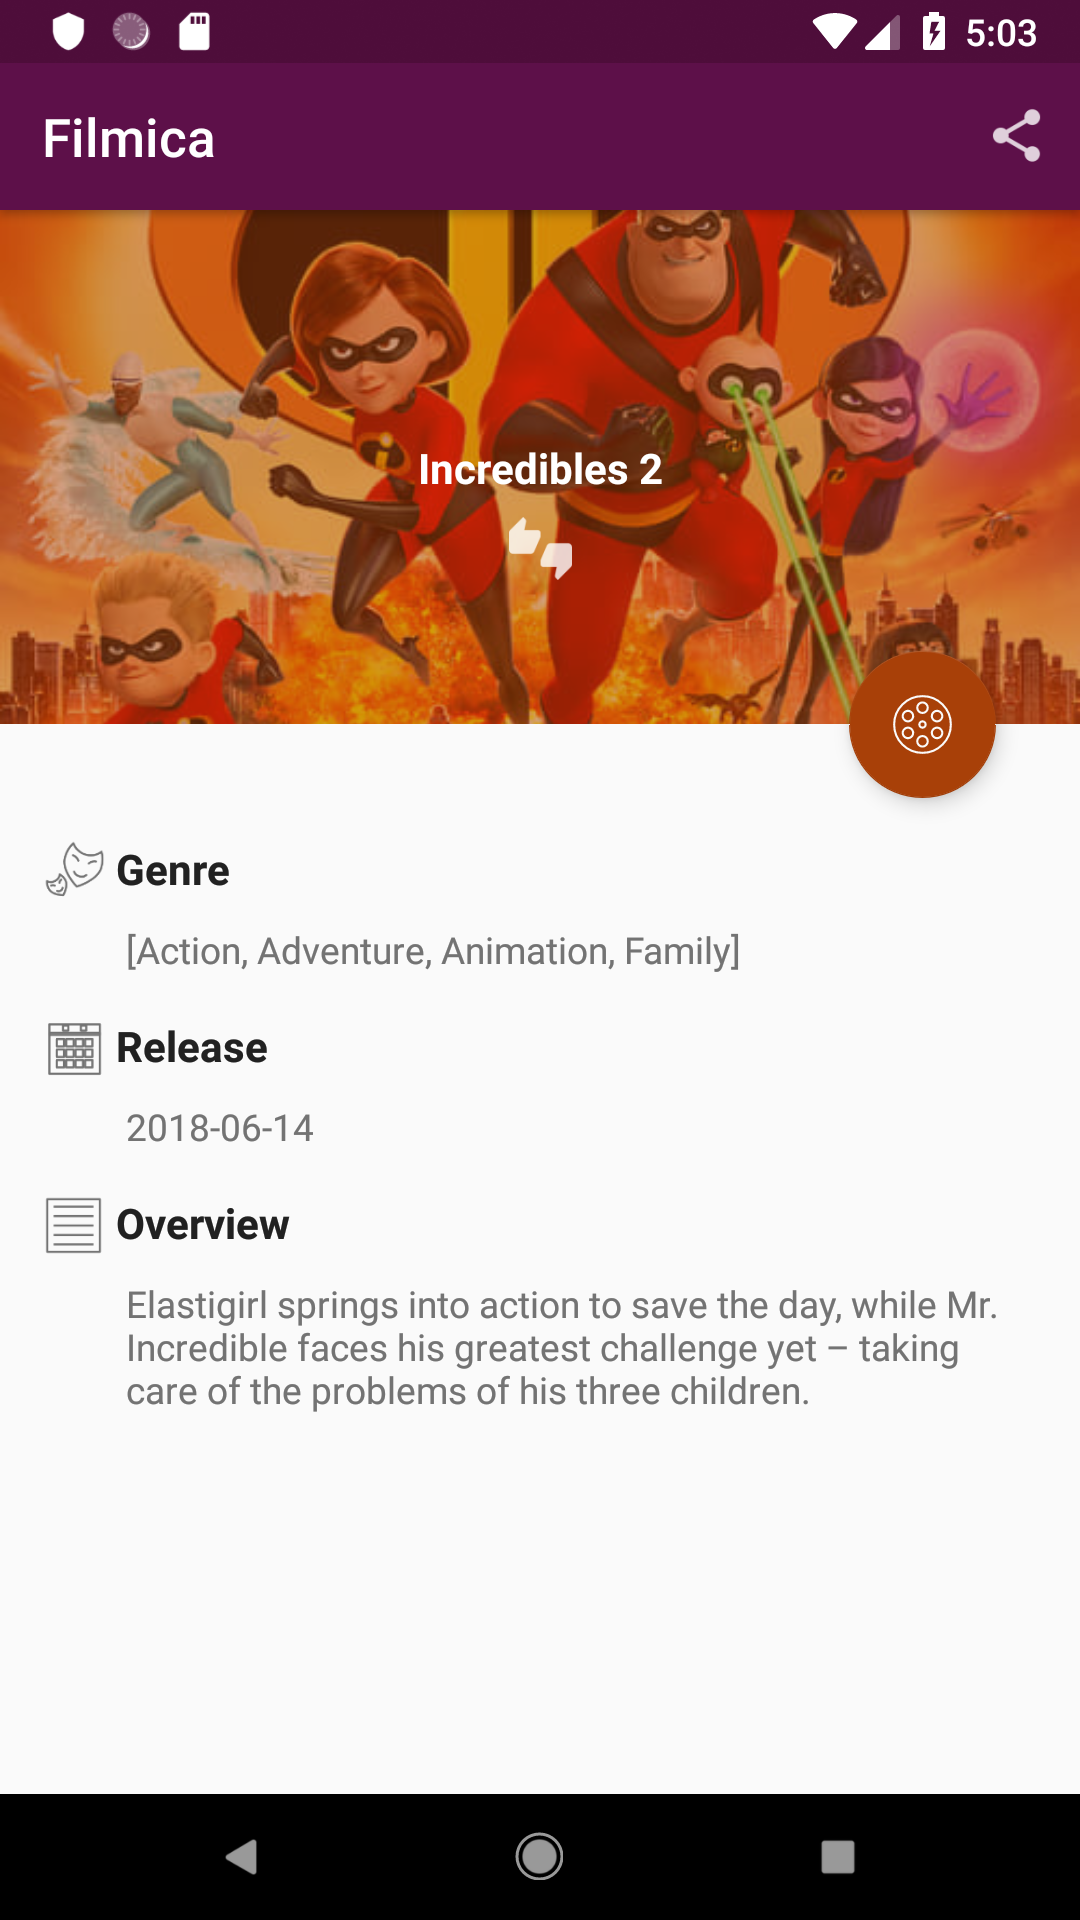 5:03
Filmica
Incredibles 2
Genre
[Action, Adventure, Animation, Family]
Release
2018-06-14
Overview
Elastigirl springs into action to save the day, while Mr.
Incredible faces his greatest challenge yet – taking
care of the problems of his three children.